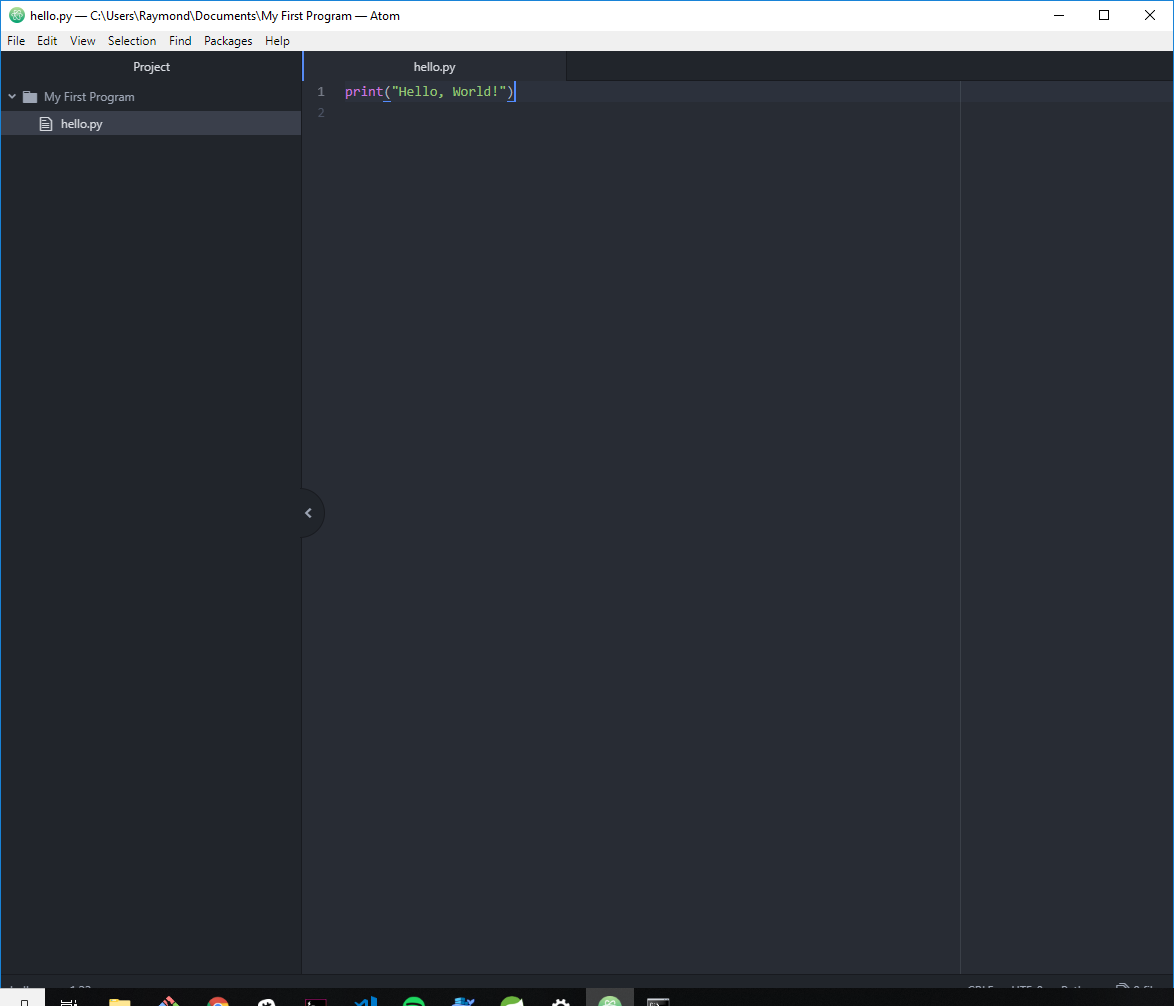 hello.py — C:\Users\Raymond\Documents\My First Program — Atom
File Edit View Selection Find Packages Help
Project
hello.py
My First Program
1 print("Hello, World!")
hello.py
2